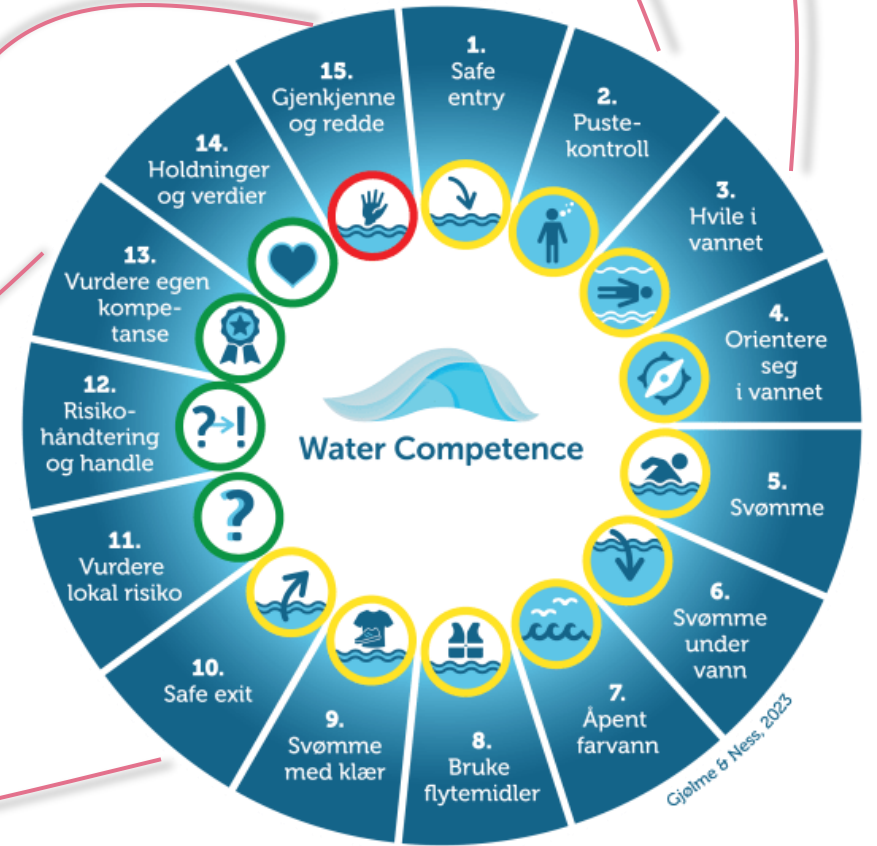 1.
Safe
entry
2.
Puste-
kontroll
3.
Hvile i
vannet
4.
Orientere
seg
i vannet
5.
Svømme
6.
Svømme
under
vann
7.
Åpent
farvann
8.
Bruke
flytemidler
9.
Svømme
med klær
10.
Safe exit
11.
Vurdere
lokal risiko
12.
Risiko-
håndtering
og handle
13.
Vurdere egen
kompe-
tanse
14.
Holdninger
og verdier
15.
Gjenkjenne
og redde
?→!
?
Water Competence
Gjølme & Ness, 2023